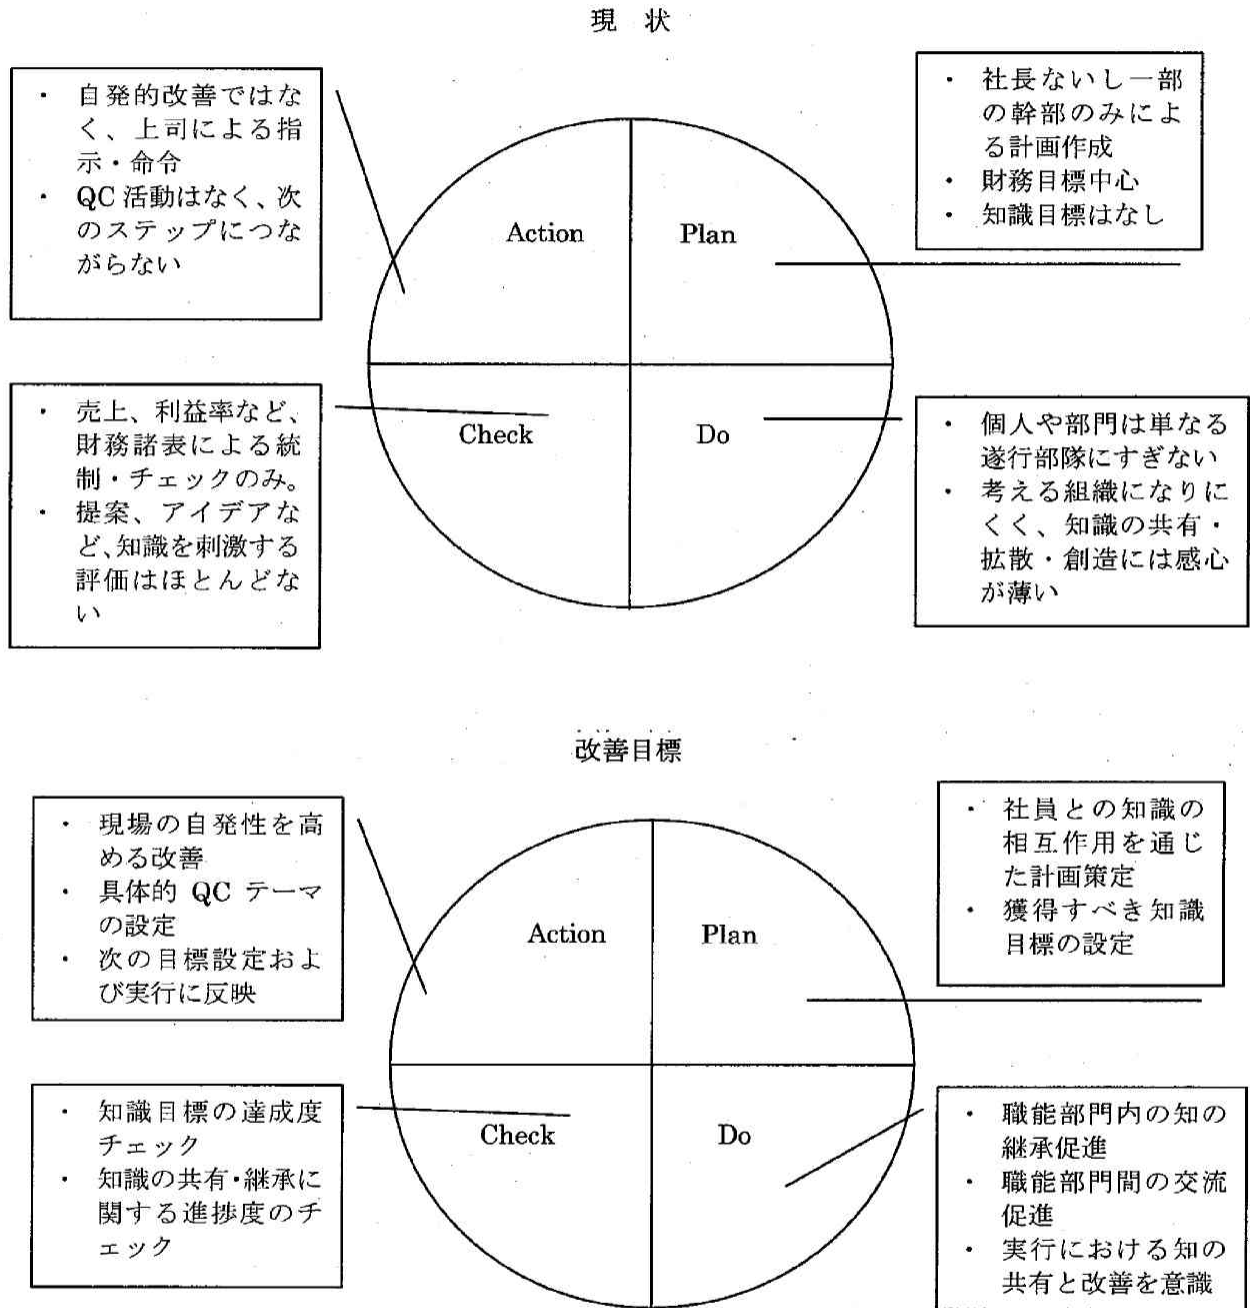 現 状
・ 自発的改善ではな
く、上司による指
示・命令
・ QC 活動はなく、次
のステップにつな
がらない
・ 社長ないし一部
の幹部のみによ
る計画作成
・ 財務目標中心
・ 知識目標はなし
Action
Plan
・ 売上、利益率など、
財務諸表による統
制・チェックのみ。
・ 提案、アイデアな
ど、知識を刺激する
評価はほとんどな
い
Check
Do
・ 個人や部門は単なる
遂行部隊にすぎない
・ 考える組織になりに
くく、知識の共有・
拡散・創造には感心
が薄い
改善目標
・ 現場の自発性を高
める改善
・ 具体的 QC テーマ
の設定
・ 次の目標設定およ
び実行に反映
・ 社員との知識の
相互作用を通じ
た計画策定
・ 獲得すべき知識
目標の設定
Action
Plan
・ 知識目標の達成度
チェック
・ 知識の共有・継承に
関する進捗度のチ
ェック
Check
Do
・ 職能部門内の知の
継承促進
・ 職能部門間の交流
促進
・ 実行における知の
共有と改善を意識